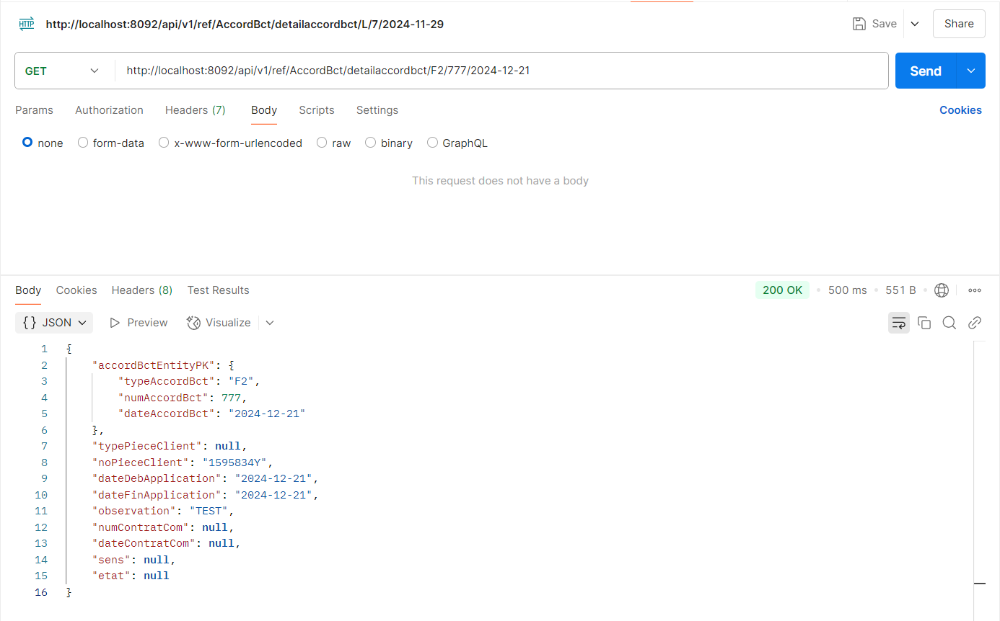 HTTP http://localhost:8092/api/v1/ref/AccordBct/detailaccordbct/L/7/2024-11-29 Save Share
GET http://localhost:8092/api/v1/ref/AccordBct/detailaccordbct/F2/777/2024-12-21 Send
Params Authorization Headers (7) Body Scripts Settings Cookies
none form-data x-www-form-urlencoded raw binary GraphQL
This request does not have a body
Body Cookies Headers (8) Test Results 200 OK 500 ms 551 B
{} JSON Preview Visualize
1 {
2 "accordBctEntityPK": {
3 "typeAccordBct": "F2",
4 "numAccordBct": 777,
5 "dateAccordBct": "2024-12-21"
6 },
7 "typePieceClient": null,
8 "noPieceClient": "1595834Y",
9 "dateDebApplication": "2024-12-21",
10 "dateFinApplication": "2024-12-21",
11 "observation": "TEST",
12 "numContratCom": null,
13 "dateContratCom": null,
14 "sens": null,
15 "etat": null
16 }